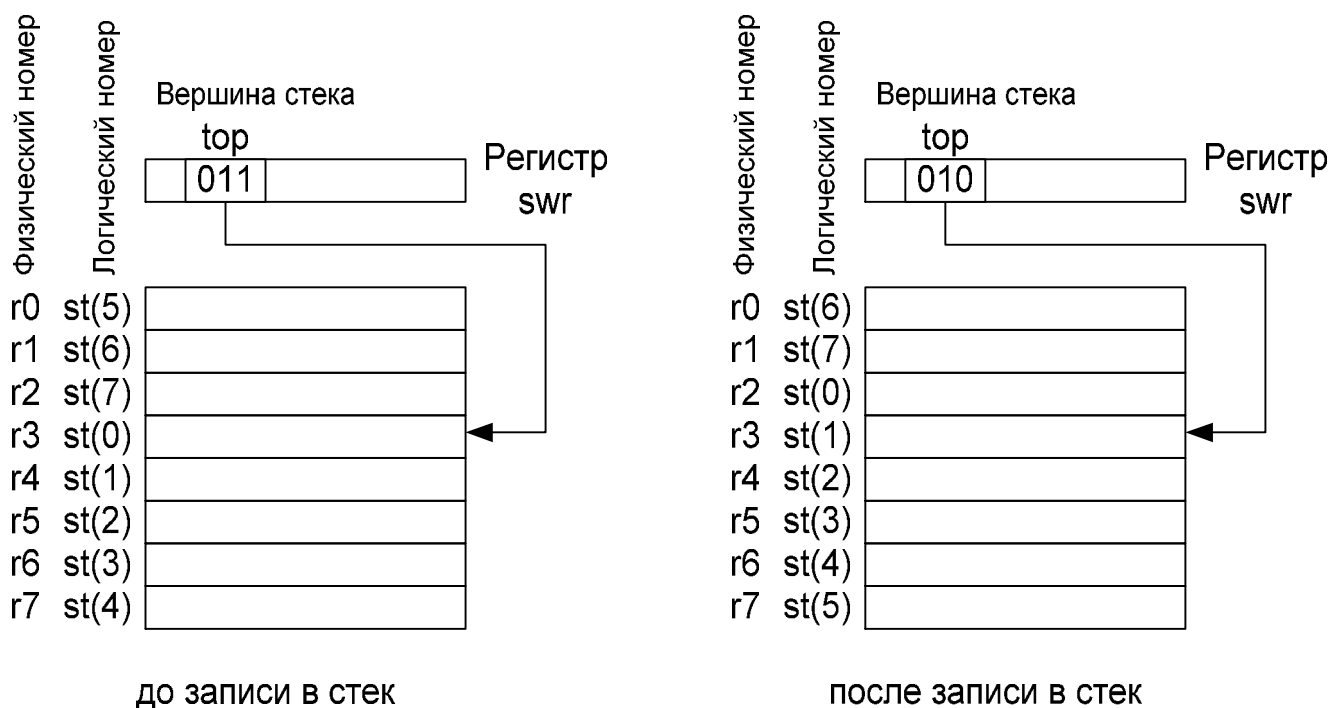 Физический номер
Логический номер
Вершина стека
top
011
Регистр
swr
r0 st(5)
r1 st(6)
r2 st(7)
r3 st(0)
r4 st(1)
r5 st(2)
r6 st(3)
r7 st(4)
до записи в стек
Физический номер
Логический номер
Вершина стека
top
010
Регистр
swr
r0 st(6)
r1 st(7)
r2 st(0)
r3 st(1)
r4 st(2)
r5 st(3)
r6 st(4)
r7 st(5)
после записи в стек